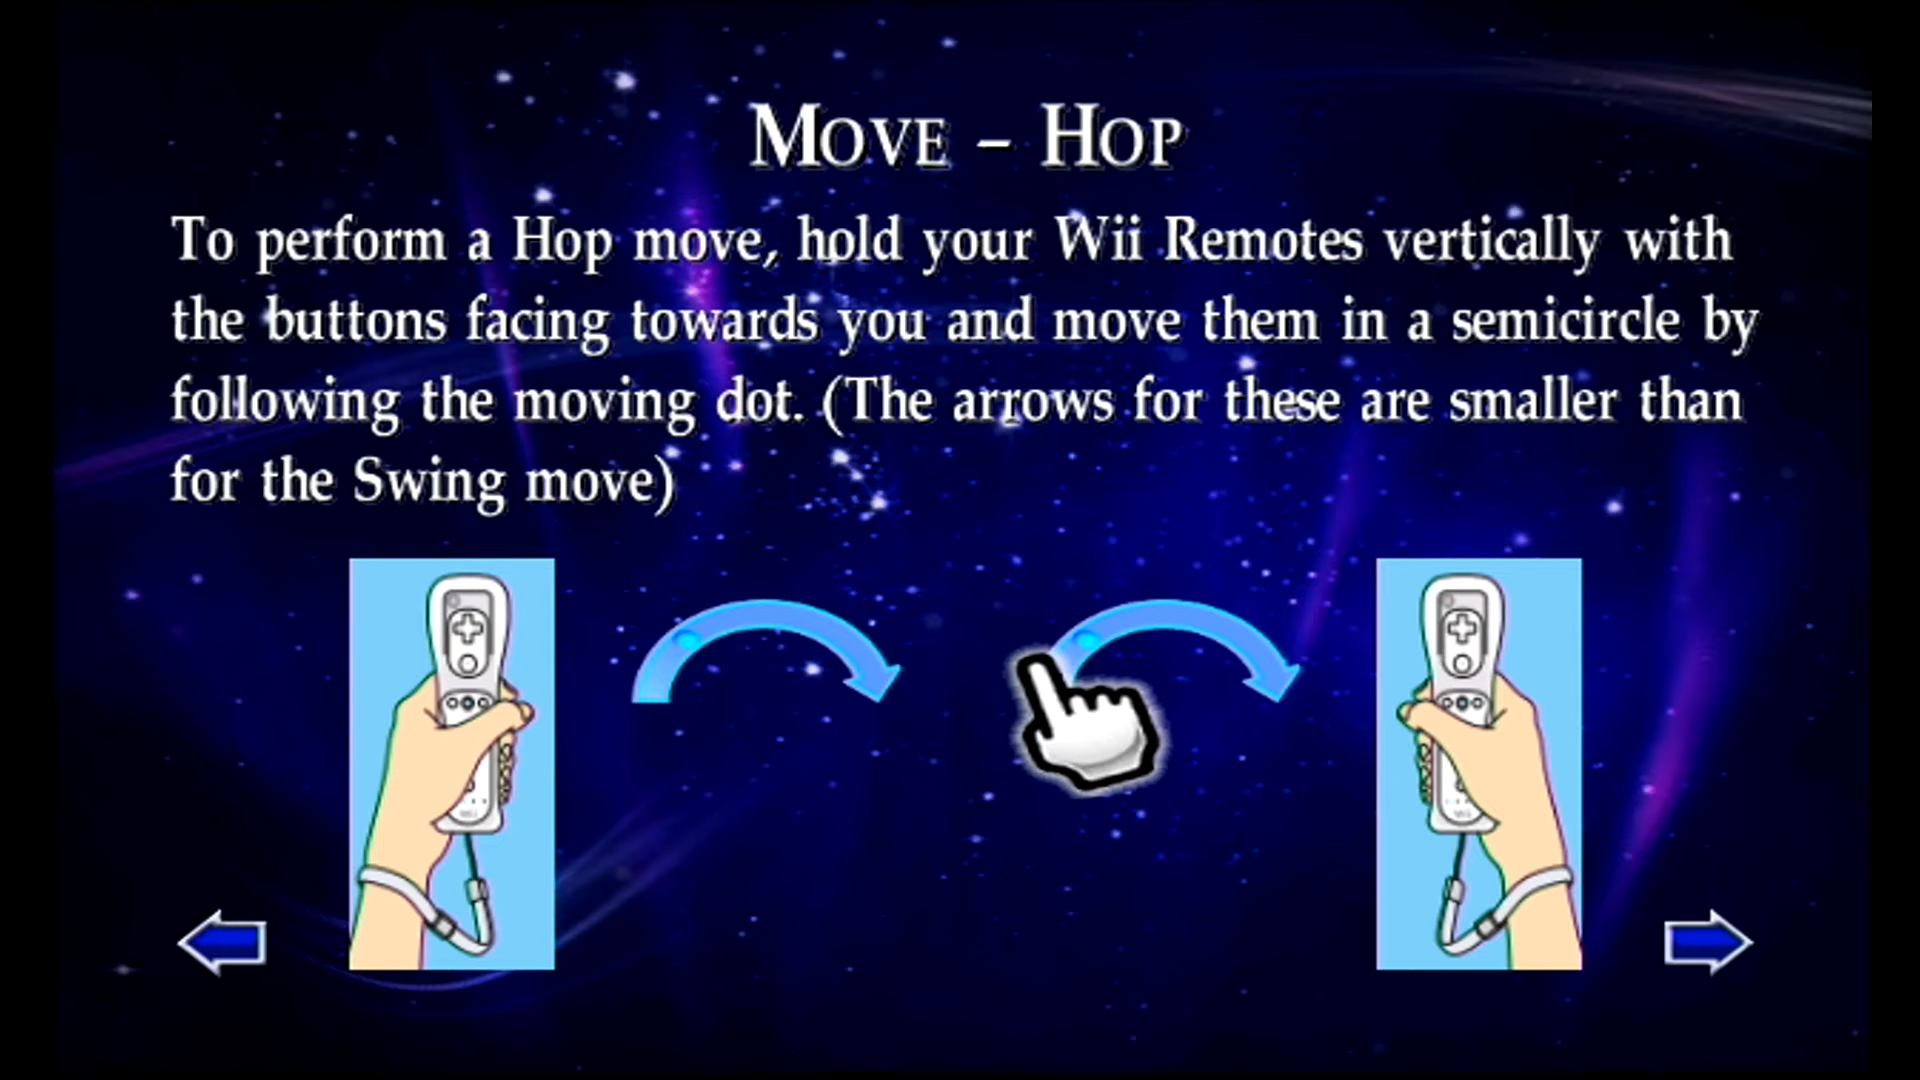 Move – Hop
To perform a Hop move, hold your Wii Remotes vertically with
the buttons facing towards you and move them in a semicircle by
following the moving dot. (The arrows for these are smaller than
for the Swing move)